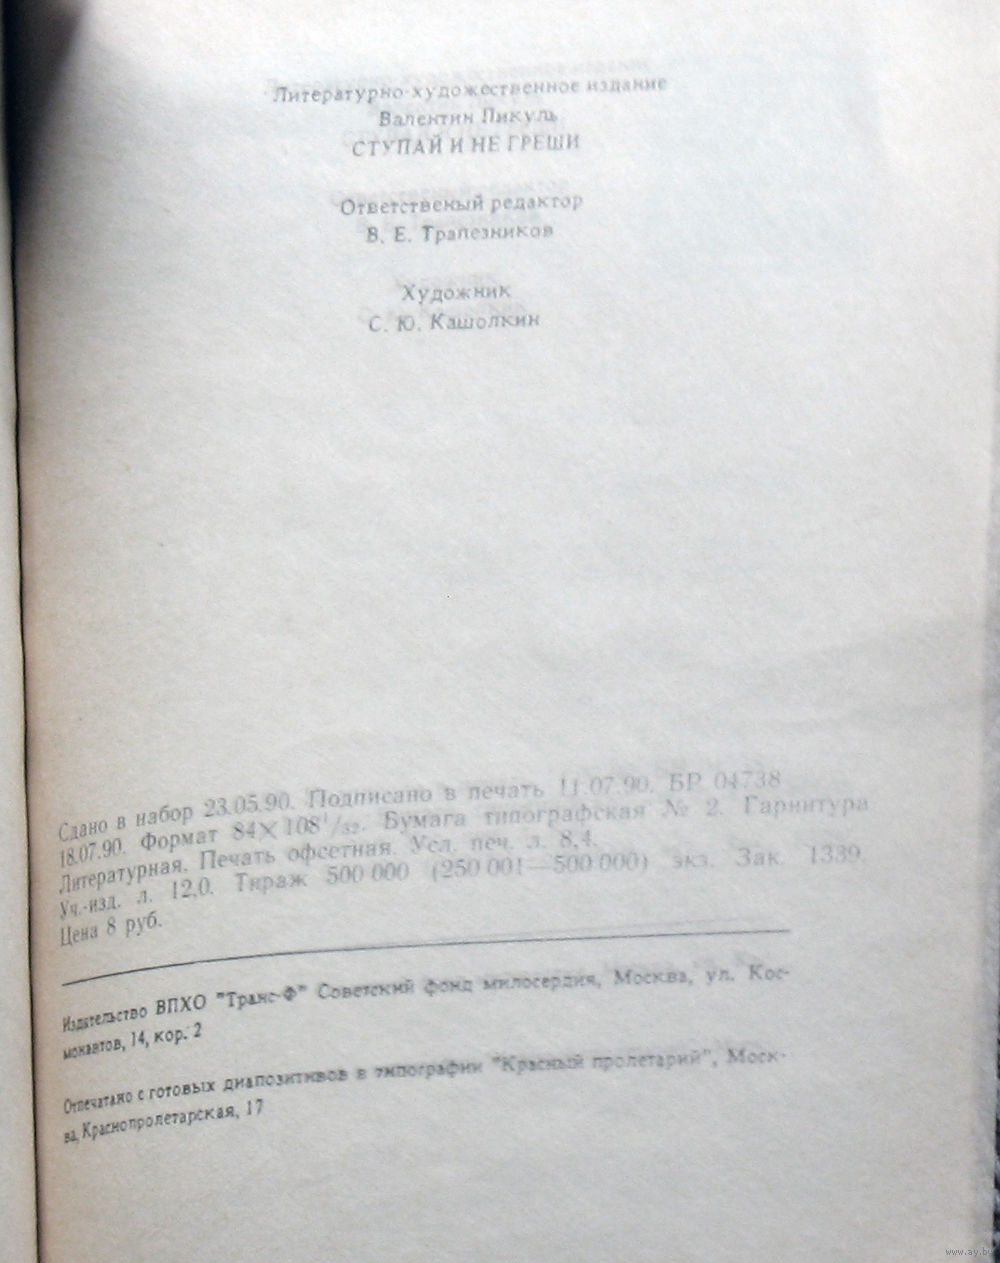 Литературно-художественное издание
Валентин Пикуль
СТУПАЙ И НЕ ГРЕШИ
Ответственый редактор
В. Е. Трапезников
Художник
С. Ю. Кашолкин
Сдано в набор 23.05.90. Подписано в печать 11.07.90. БР 04738
18.07.90. Формат 84×108¹/₃₂. Бумага типографская № 2. Гарнитура
Литературная. Печать офсетная. Усл. печ. л. 8,4.
Уч.-изд. л. 12,0. Тираж 500 000 (250 001—500 000) экз. Зак. 1339.
Цена 8 руб.
Издательство ВПХО "Транс-Ф" Советский фонд милосердия, Москва, ул. Кос-
монавтов, 14, кор. 2
Отпечатано с готовых диапозитивов в типографии "Красный пролетарий", Моск-
ва, Краснопролетарская, 17
www.ay.by